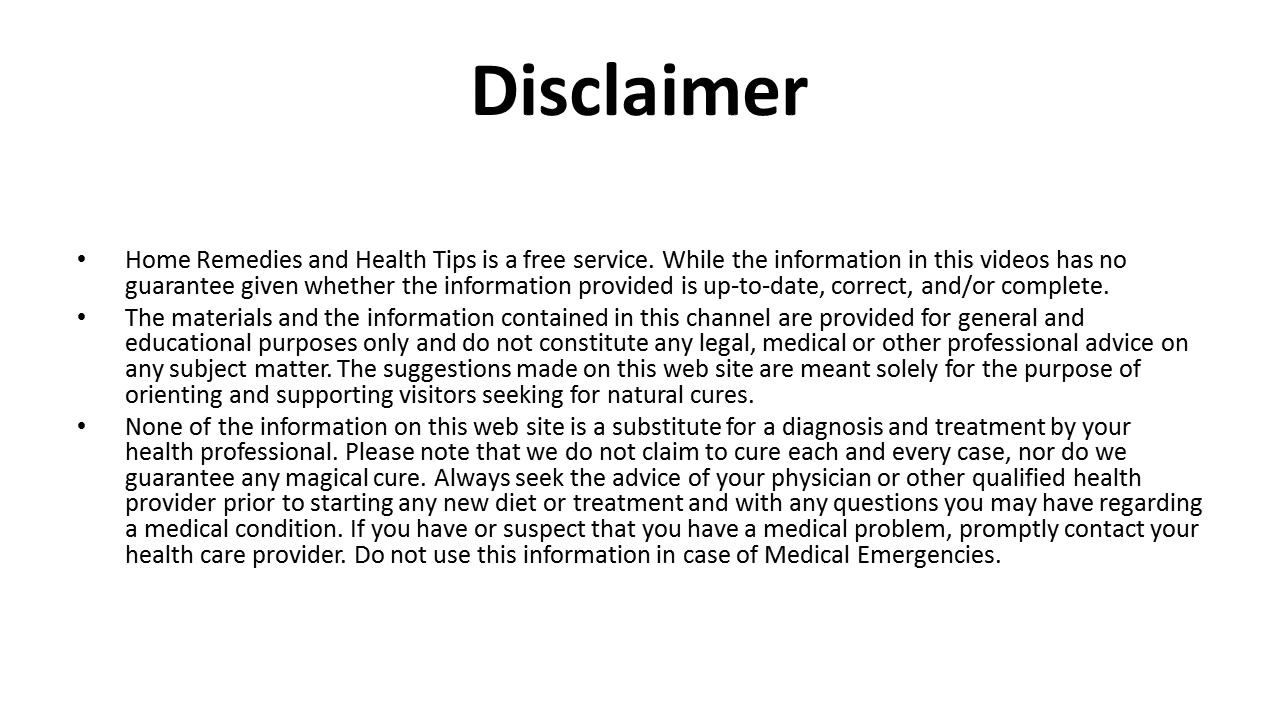 Disclaimer
• Home Remedies and Health Tips is a free service. While the information in this videos has no
guarantee given whether the information provided is up-to-date, correct, and/or complete.
• The materials and the information contained in this channel are provided for general and
educational purposes only and do not constitute any legal, medical or other professional advice on
any subject matter. The suggestions made on this web site are meant solely for the purpose of
orienting and supporting visitors seeking for natural cures.
• None of the information on this web site is a substitute for a diagnosis and treatment by your
health professional. Please note that we do not claim to cure each and every case, nor do we
guarantee any magical cure. Always seek the advice of your physician or other qualified health
provider prior to starting any new diet or treatment and with any questions you may have regarding
a medical condition. If you have or suspect that you have a medical problem, promptly contact your
health care provider. Do not use this information in case of Medical Emergencies.